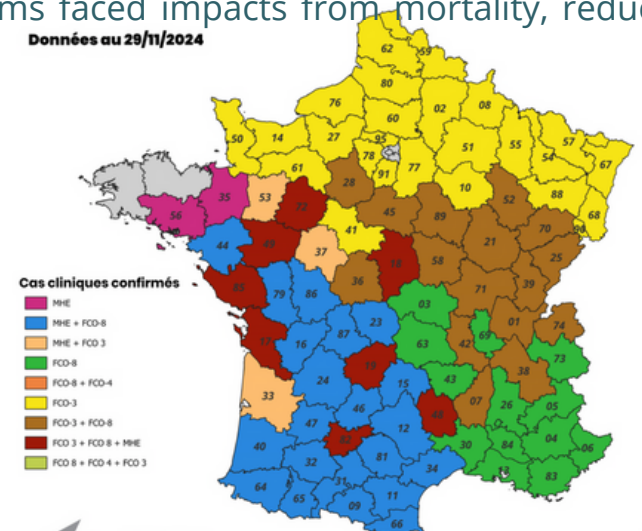 ms faced impacts from mortality, reduc
Données au 29/11/2024
62 59
80
76 02 08
60
50 14 27 95 51 55 57 67
78 77 54
61 91
28 10 52 88 68
35 53 72
56 45 89 70 90
41 21
44 49 37 18 58 25
Cas cliniques confirmés
85 79 86 36 71 39
MHE
MHE + FCO-8
MHE + FCO 3
FCO-8
FCO-8 + FCO-4
FCO-3
FCO-3 + FCO-8
FCO 3 + FCO 8 + MHE
FCO 8 + FCO 4 + FCO 3
03
17 16 87 23 63 42 69 01 74
73
24 19 15 43 38
33 46 48 07 26 05
47 12
40 82 30 84 04 06
32 81 34 83
64 65 31 09 11
66